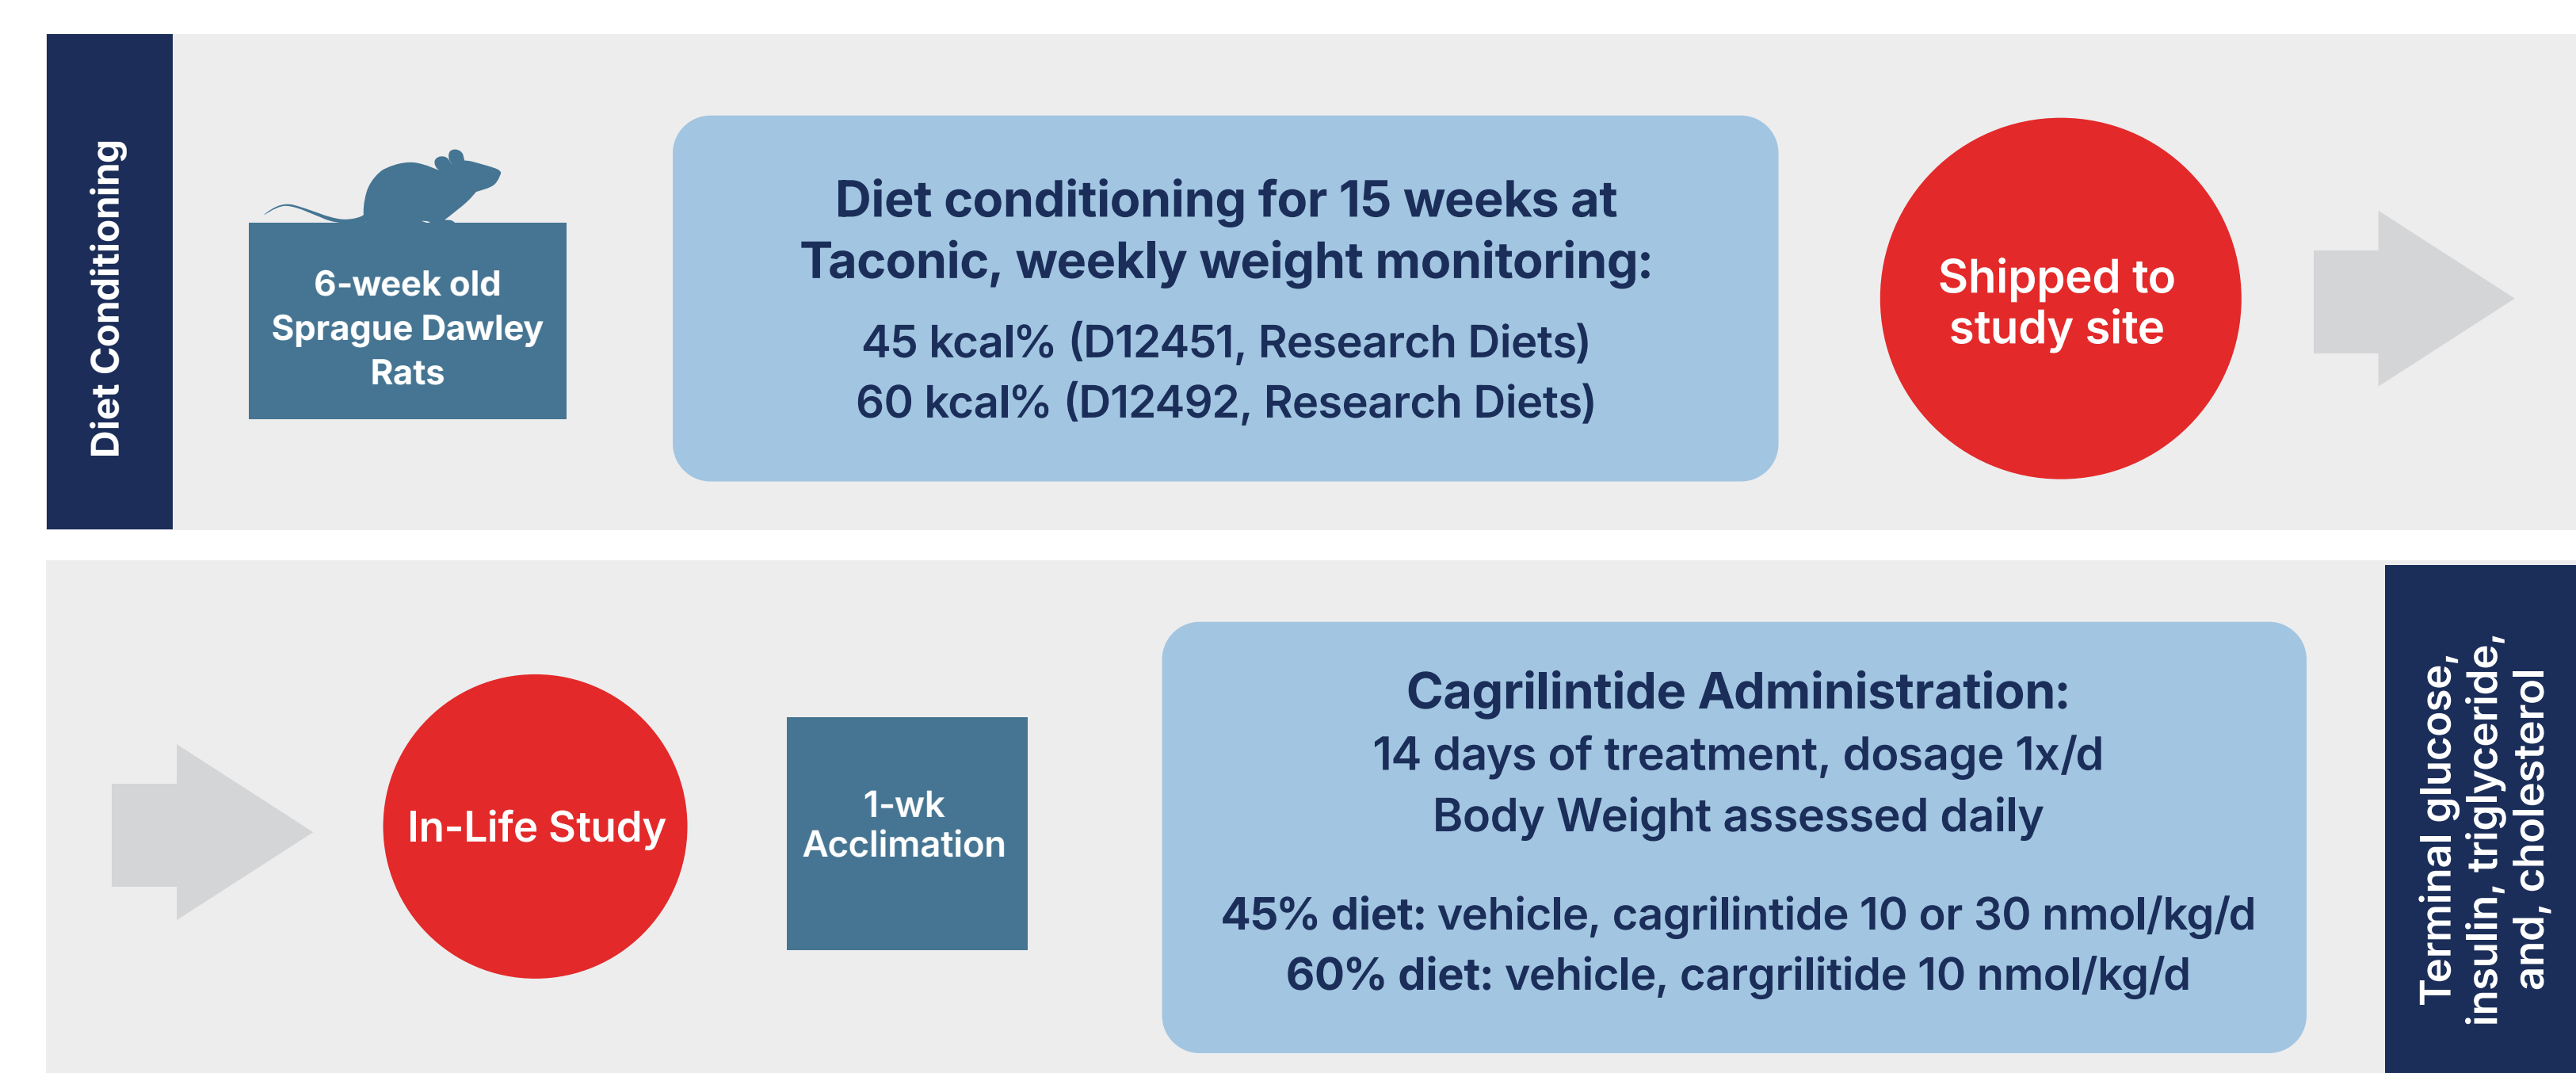 Diet Conditioning
6-week old
Sprague Dawley
Rats
Diet conditioning for 15 weeks at
Taconic, weekly weight monitoring:
45 kcal% (D12451, Research Diets)
60 kcal% (D12492, Research Diets)
Shipped to
study site
In-Life Study
1-wk
Acclimation
Cagrilintide Administration:
14 days of treatment, dosage 1x/d
Body Weight assessed daily
45% diet: vehicle, cagrilintide 10 or 30 nmol/kg/d
60% diet: vehicle, cargrilitide 10 nmol/kg/d
Terminal glucose,
insulin, triglyceride,
and, cholesterol